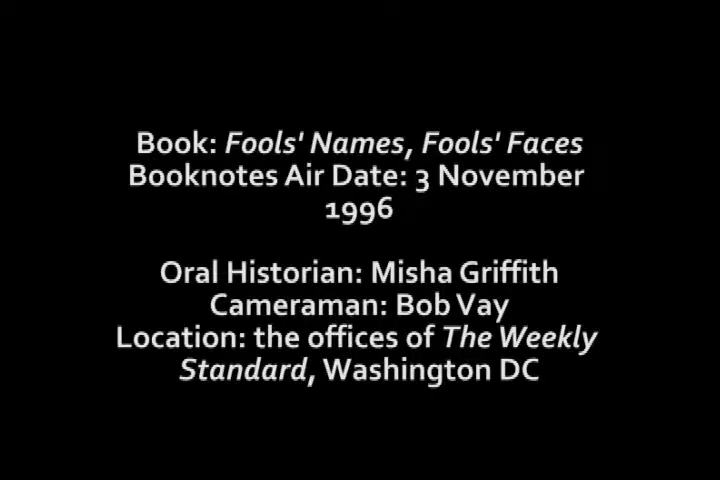 Book: Fools' Names, Fools' Faces
Booknotes Air Date: 3 November
1996
Oral Historian: Misha Griffith
Cameraman: Bob Vay
Location: the offices of The Weekly
Standard, Washington DC